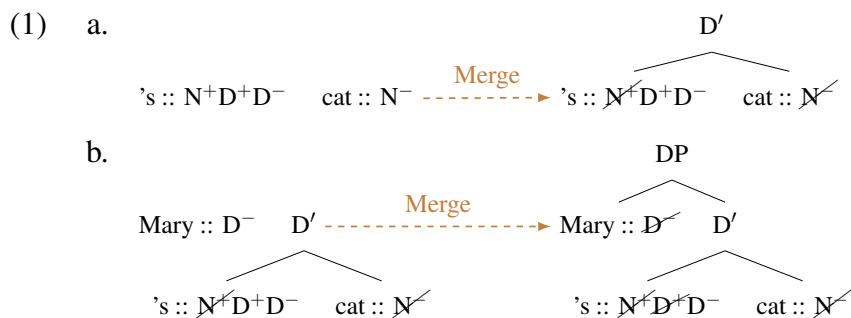 (1) a. D′
Merge
's :: N⁺D⁺D⁻ cat :: N⁻ 's :: N⁺D⁺D⁻ cat :: N⁻
b. DP
Merge
Mary :: D⁻ D′ Mary :: D⁻ D′
's :: N⁺D⁺D⁻ cat :: N⁻ 's :: N⁺D⁺D⁻ cat :: N⁻